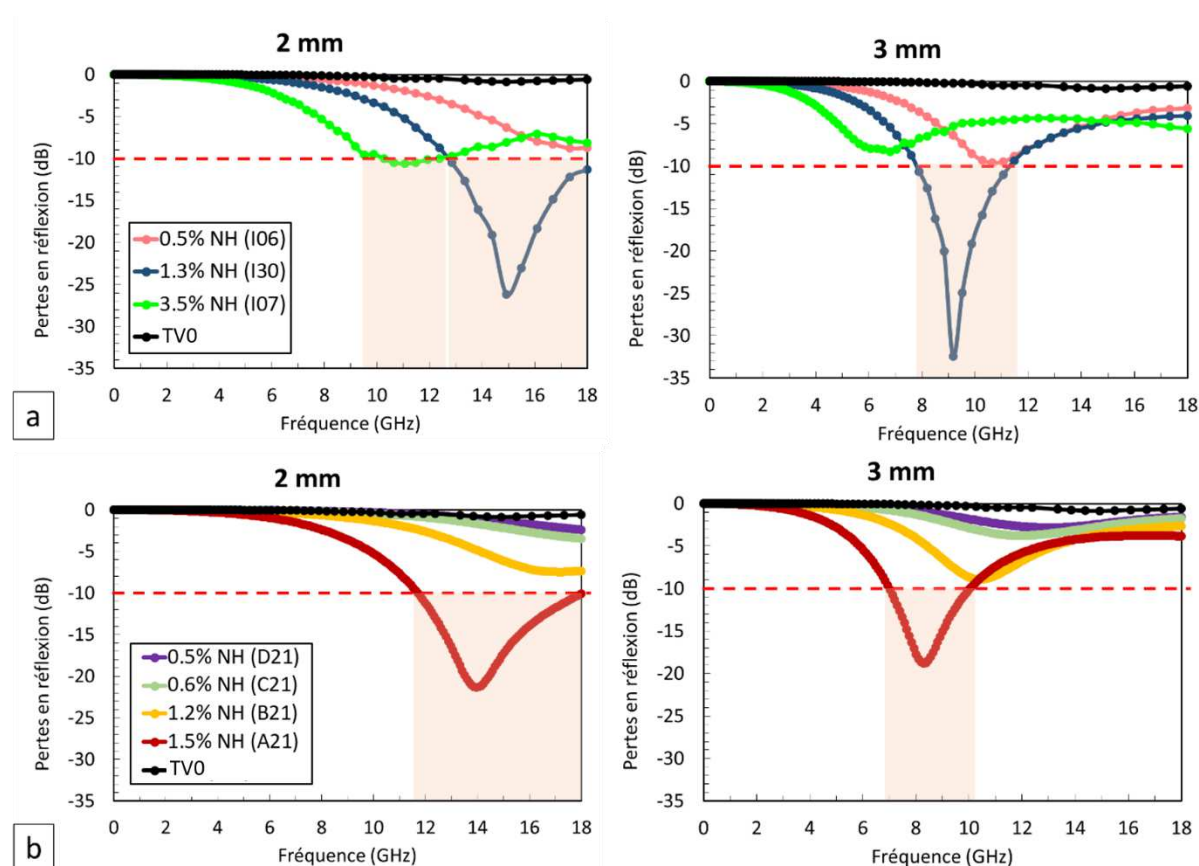 2 mm
3 mm
0
-5
-10
-15
-20
-25
-30
-35
Pertes en réflexion (dB)
0.5% NH (I06)
1.3% NH (I30)
3.5% NH (I07)
TV0
0 2 4 6 8 10 12 14 16 18
Fréquence (GHz)
0
-5
-10
-15
-20
-25
-30
-35
Pertes en réflexion (dB)
0 2 4 6 8 10 12 14 16 18
Fréquence (GHz)
a
2 mm
3 mm
0
-5
-10
-15
-20
-25
-30
-35
Pertes en réflexion (dB)
0.5% NH (D21)
0.6% NH (C21)
1.2% NH (B21)
1.5% NH (A21)
TV0
0 2 4 6 8 10 12 14 16 18
Fréquence (GHz)
0
-5
-10
-15
-20
-25
-30
-35
Pertes en réflexion (dB)
0 2 4 6 8 10 12 14 16 18
Fréquence (GHz)
b